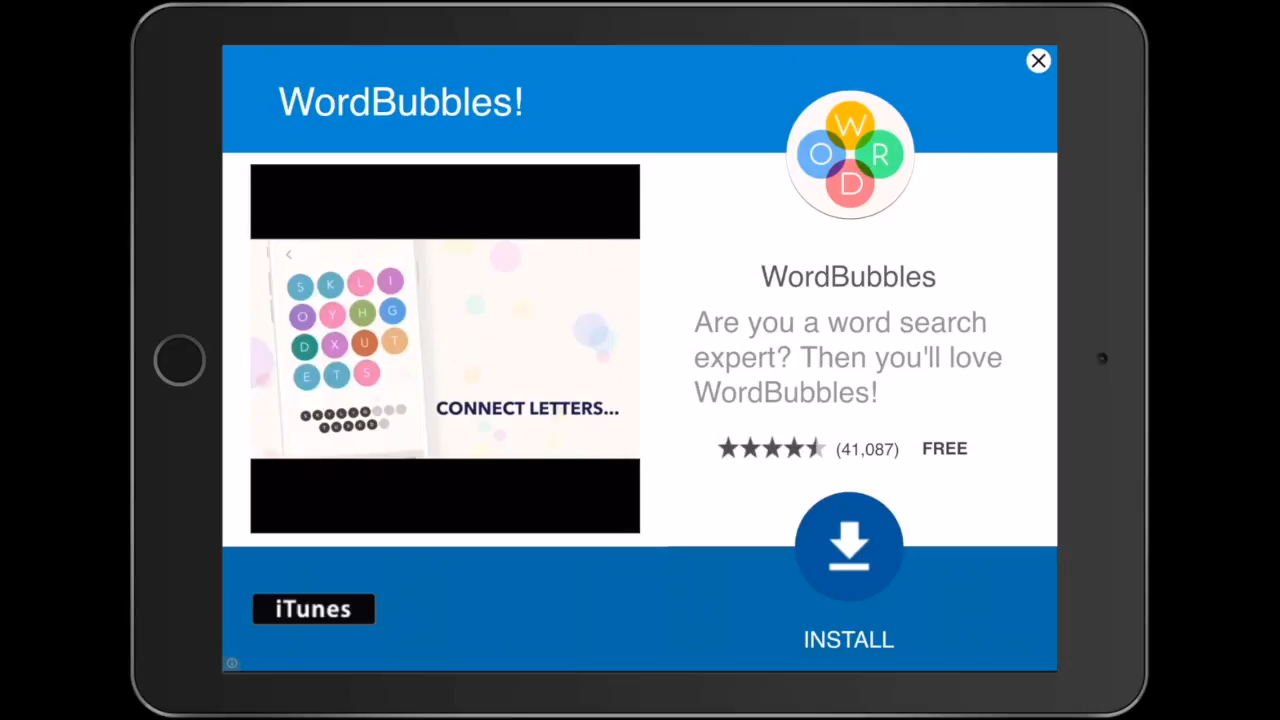 WordBubbles!
W
O R
D
S K L I
O Y H G
D X U T
E T S
CONNECT LETTERS...
WordBubbles
Are you a word search
expert? Then you'll love
WordBubbles!
(41,087) FREE
iTunes
INSTALL